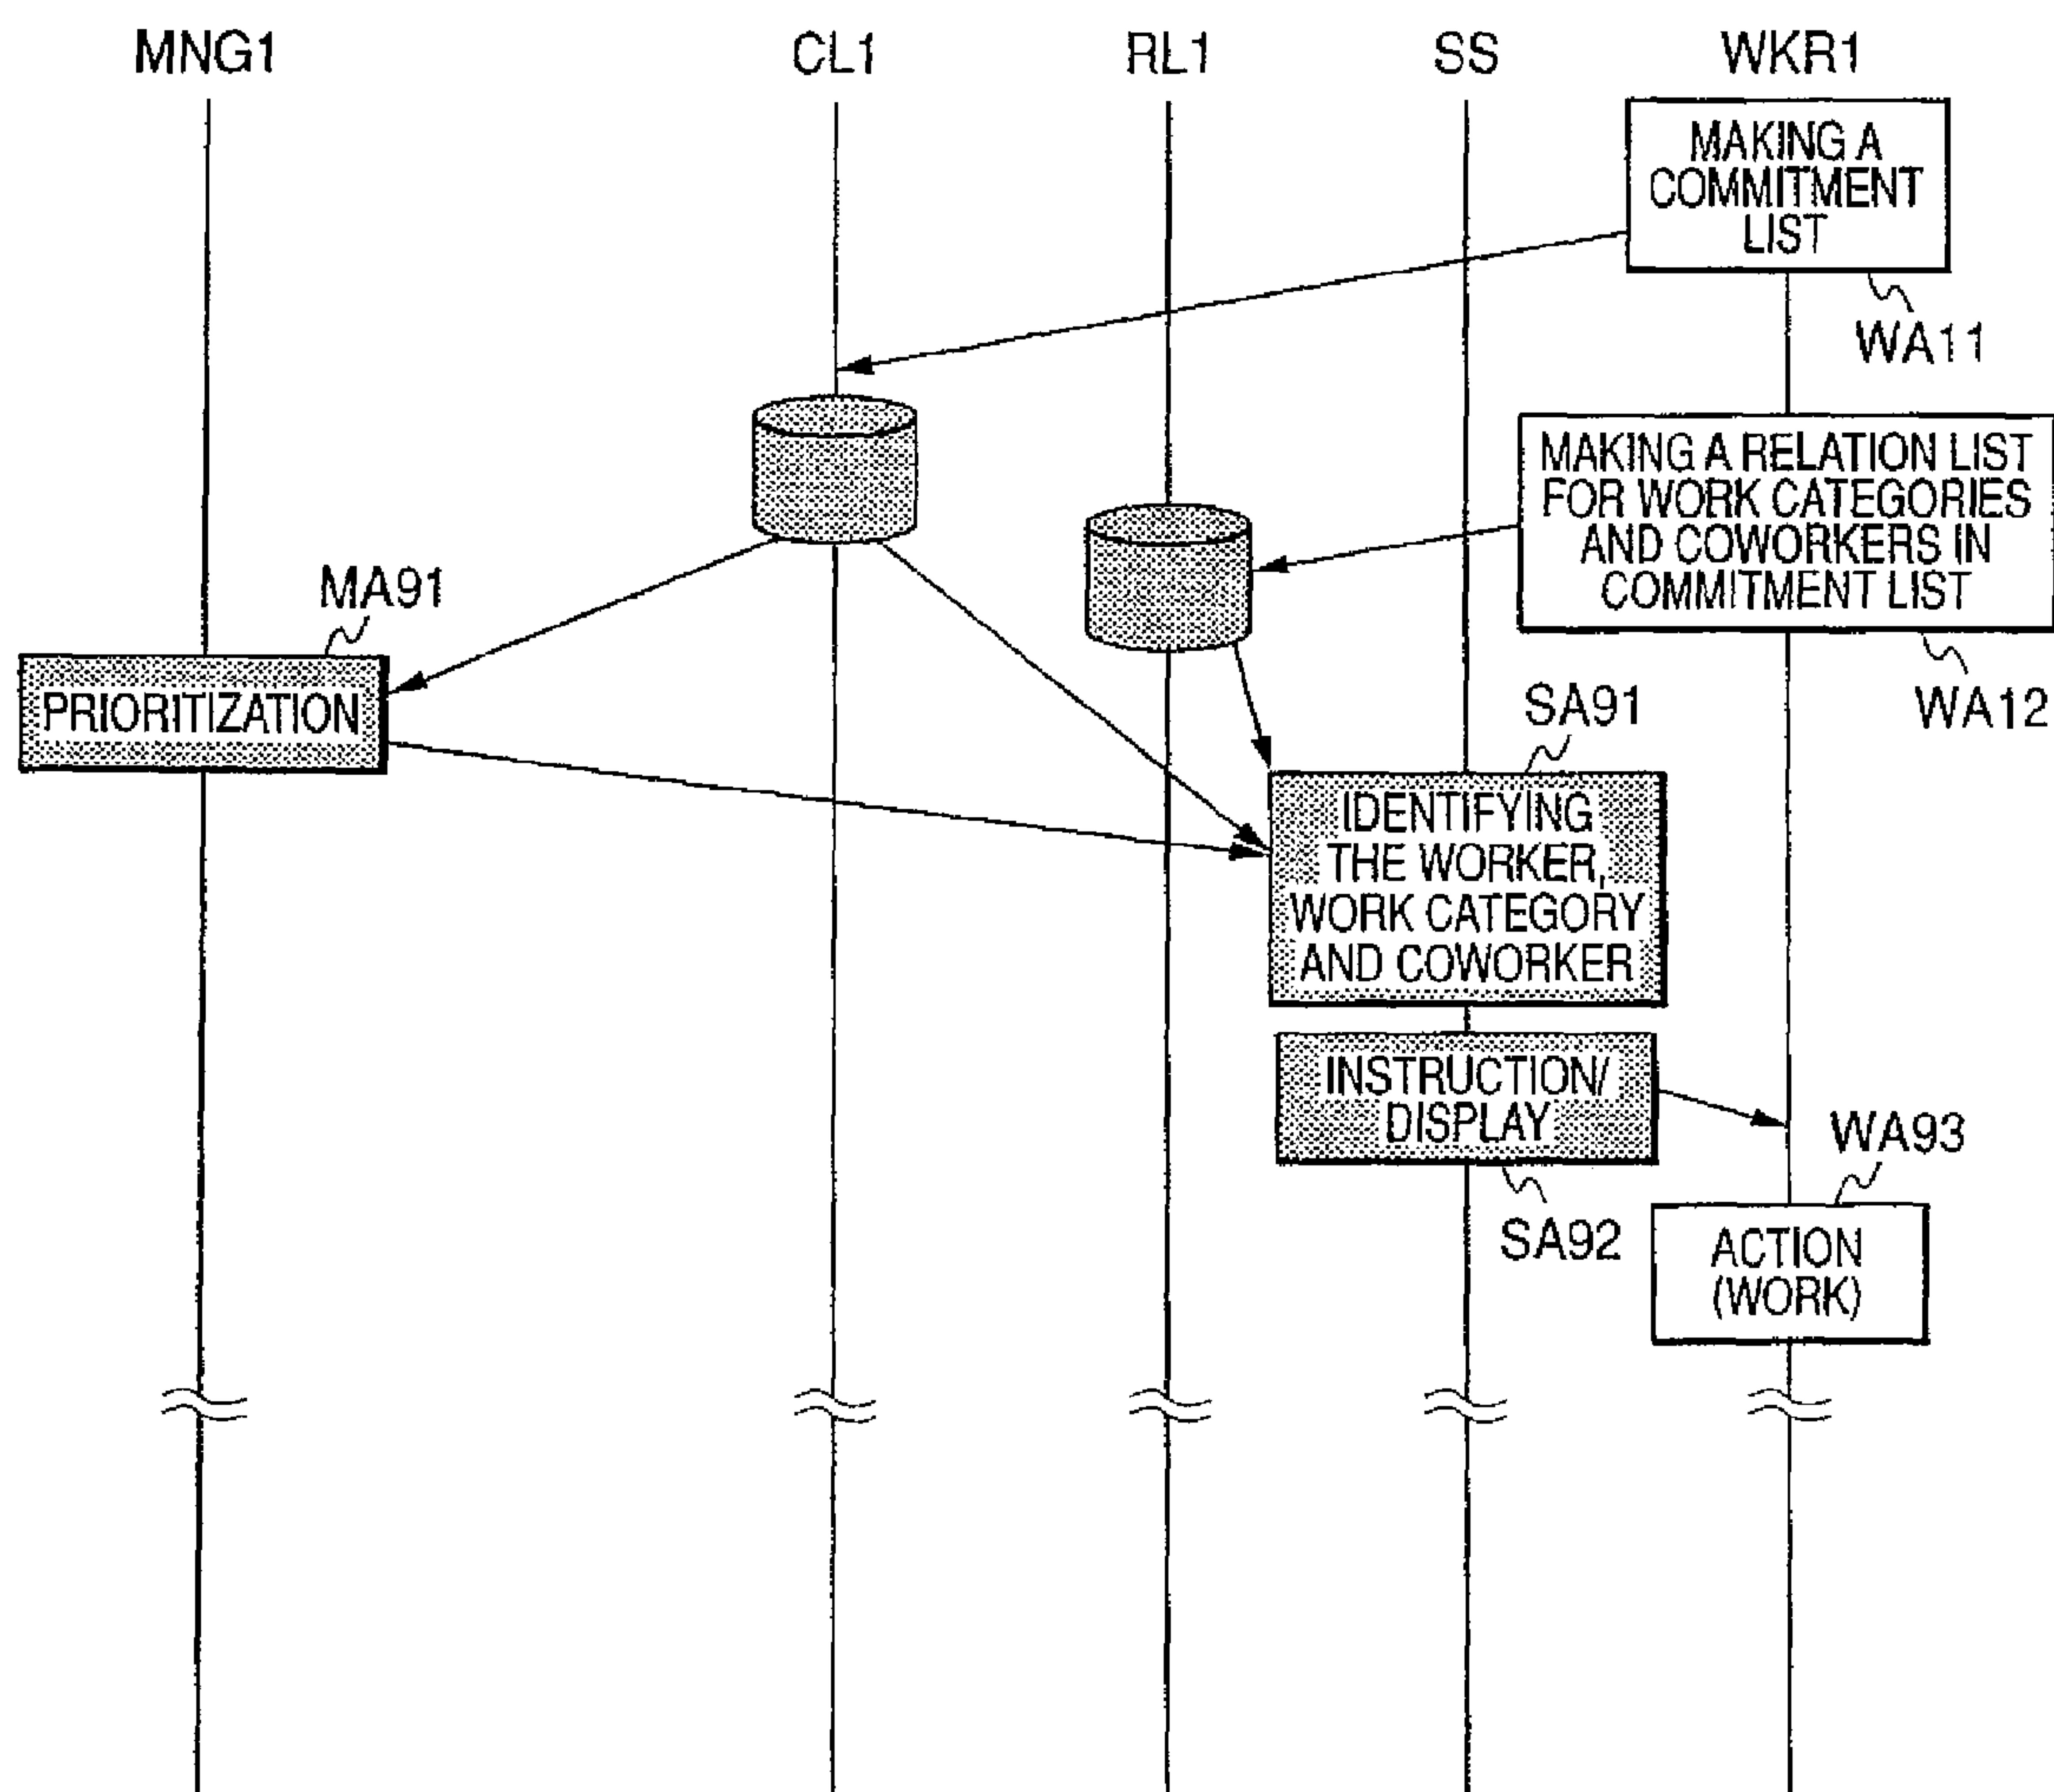 MNG1
CL1
RL1
SS
WKR1
MAKING A
COMMITMENT
LIST
WA11
MAKING A RELATION LIST
FOR WORK CATEGORIES
AND COWORKERS IN
COMMITMENT LIST
WA12
MA91
PRIORITIZATION
SA91
IDENTIFYING
THE WORKER,
WORK CATEGORY
AND COWORKER
INSTRUCTION/
DISPLAY
SA92
WA93
ACTION
(WORK)